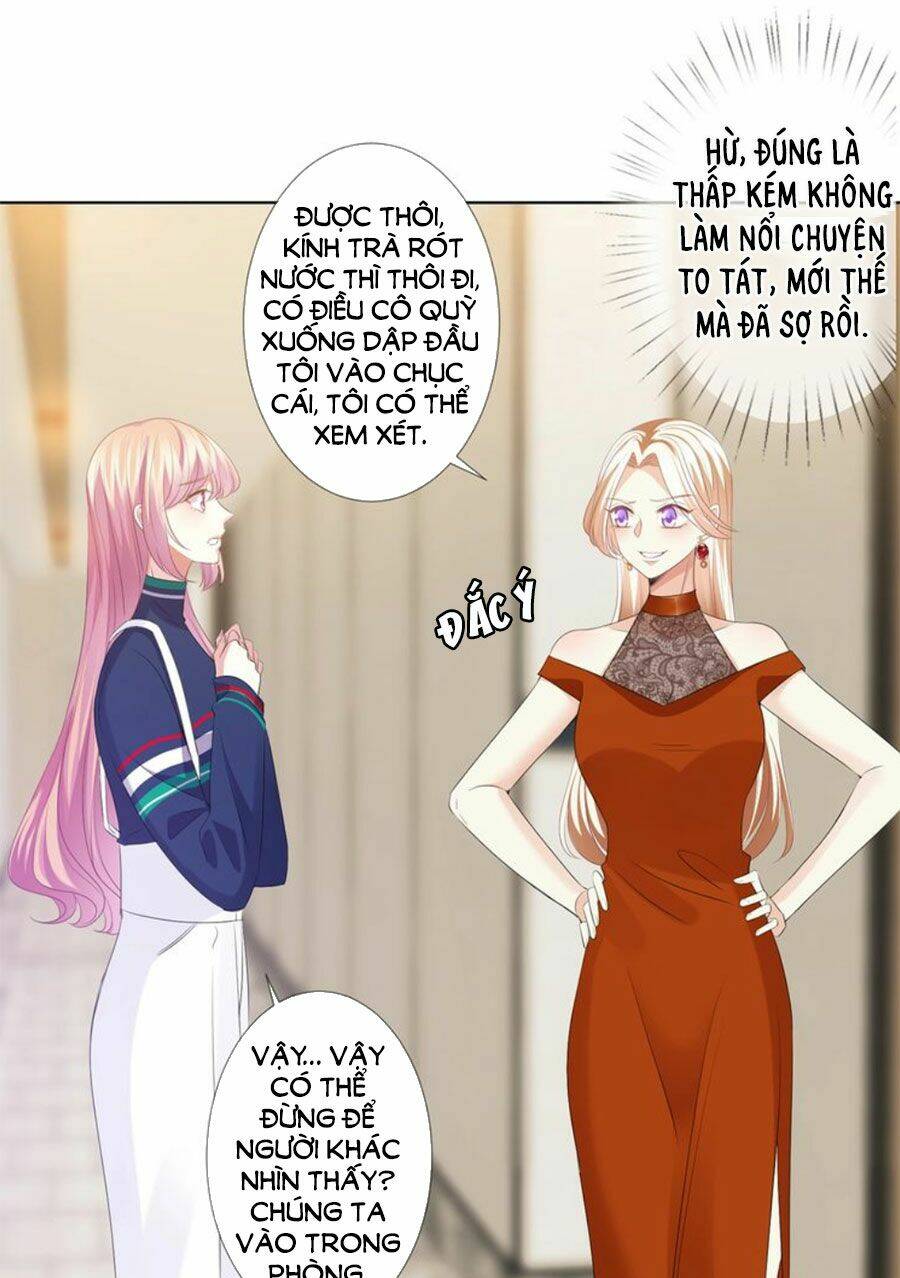 HỪ, ĐÚNG LÀ
THẤP KÉM KHÔNG
LÀM NỔI CHUYỆN
TO TÁT, MỚI THẾ
MÀ ĐÃ SỢ RỒI.
ĐƯỢC THÔI,
KÍNH TRÀ RÓT
NƯỚC THÌ THÔI ĐI,
CÓ ĐIỀU CÔ QUỲ
XUỐNG DẬP ĐẦU
TÔI VÀO CHỤC
CÁI, TÔI CÓ THỂ
XEM XÉT.
ĐẮC Ý
VẬY... VẬY
CÓ THỂ
ĐỪNG ĐỂ
NGƯỜI KHÁC
NHÌN THẤY?
CHÚNG TA
VÀO TRONG
PHÒNG